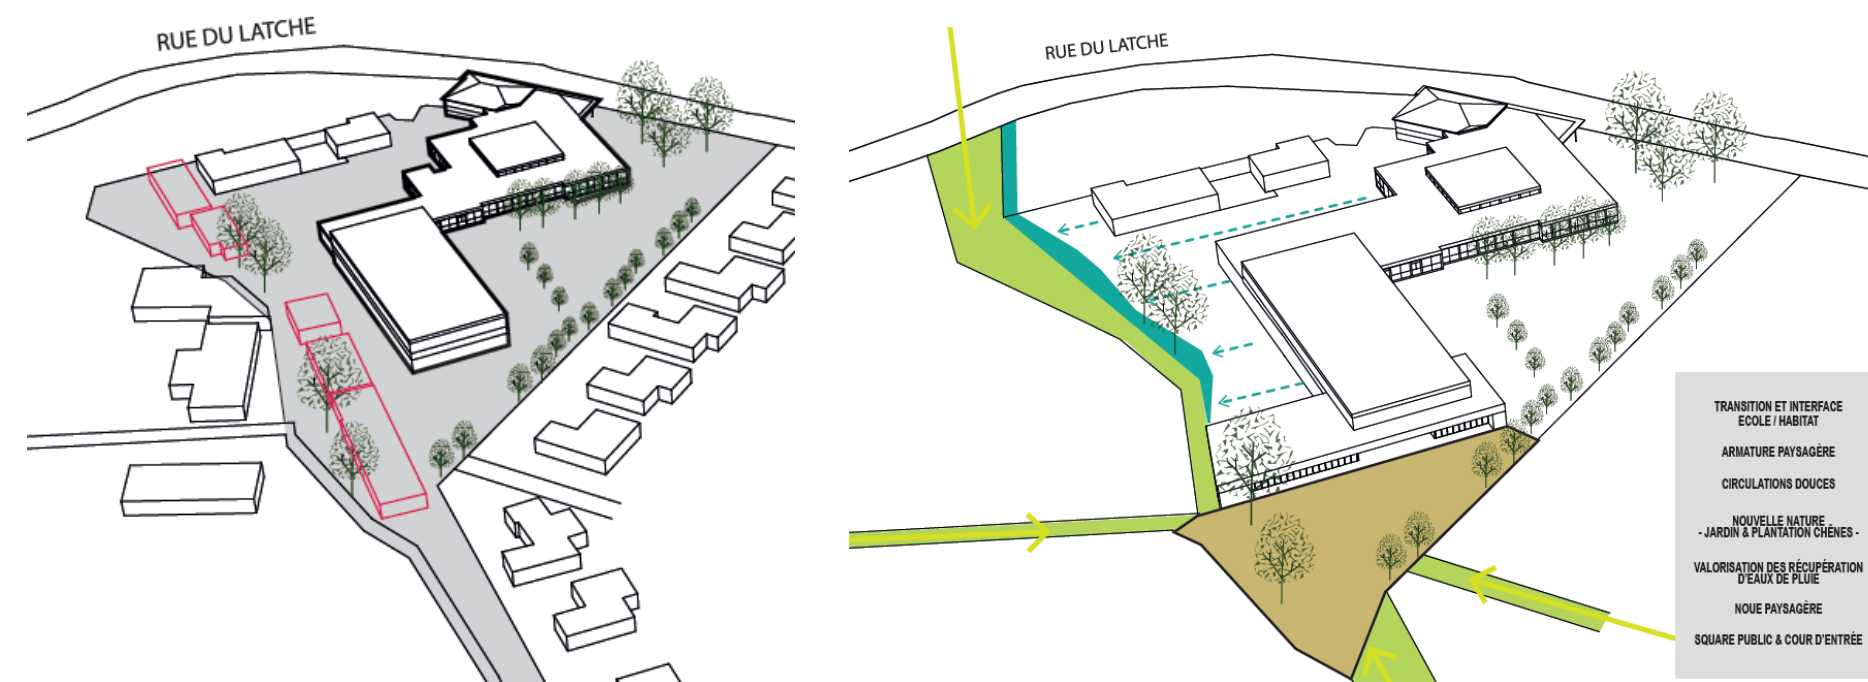 RUE DU LATCHE
RUE DU LATCHE
TRANSITION ET INTERFACE
ECOLE / HABITAT
ARMATURE PAYSAGÈRE
CIRCULATIONS DOUCES
NOUVELLE NATURE
- JARDIN & PLANTATION CHÊNES -
VALORISATION DES RÉCUPÉRATION
D'EAUX DE PLUIE
NOUE PAYSAGÈRE
SQUARE PUBLIC & COUR D'ENTRÉE